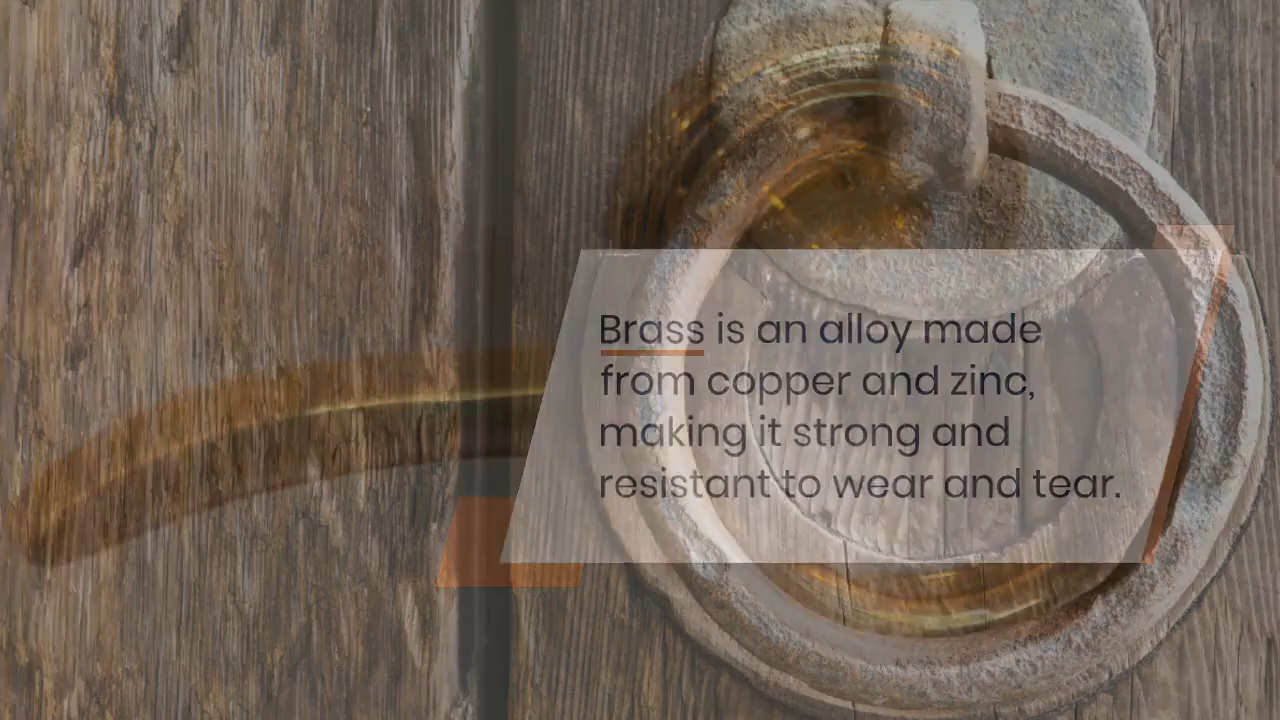 Brass is an alloy made
from copper and zinc,
making it strong and
resistant to wear and tear.